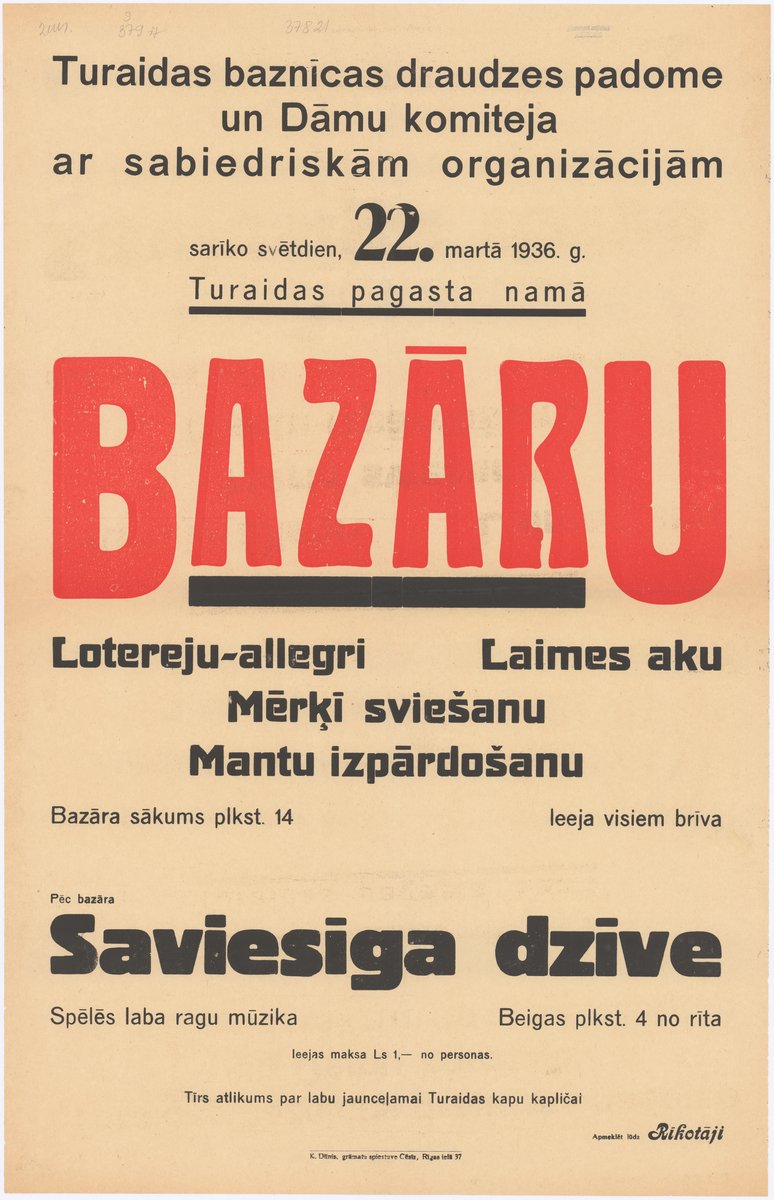 37821
Turaidas baznīcas draudzes padome
un Dāmu komiteja
ar sabiedriskām organizācijām
sarīko svētdien, 22. martā 1936. g.
Turaidas pagasta namā
BAZĀRU
Lotereju-allegri Laimes aku
Mērķī sviešanu
Mantu izpārdošanu
Bazāra sākums plkst. 14 Ieeja visiem brīva
Pēc bazāra
Saviesīga dzīve
Spēlēs laba ragu mūzika Beigas plkst. 4 no rīta
Ieejas maksa Ls 1,— no personas.
Tīrs atlikums par labu jaunceļamai Turaidas kapu kapličai
Apmeklēt lūdz Rīkotāji
K. Dūnis, grāmatu spiestuve Cēsīs, Rīgas ielā 37